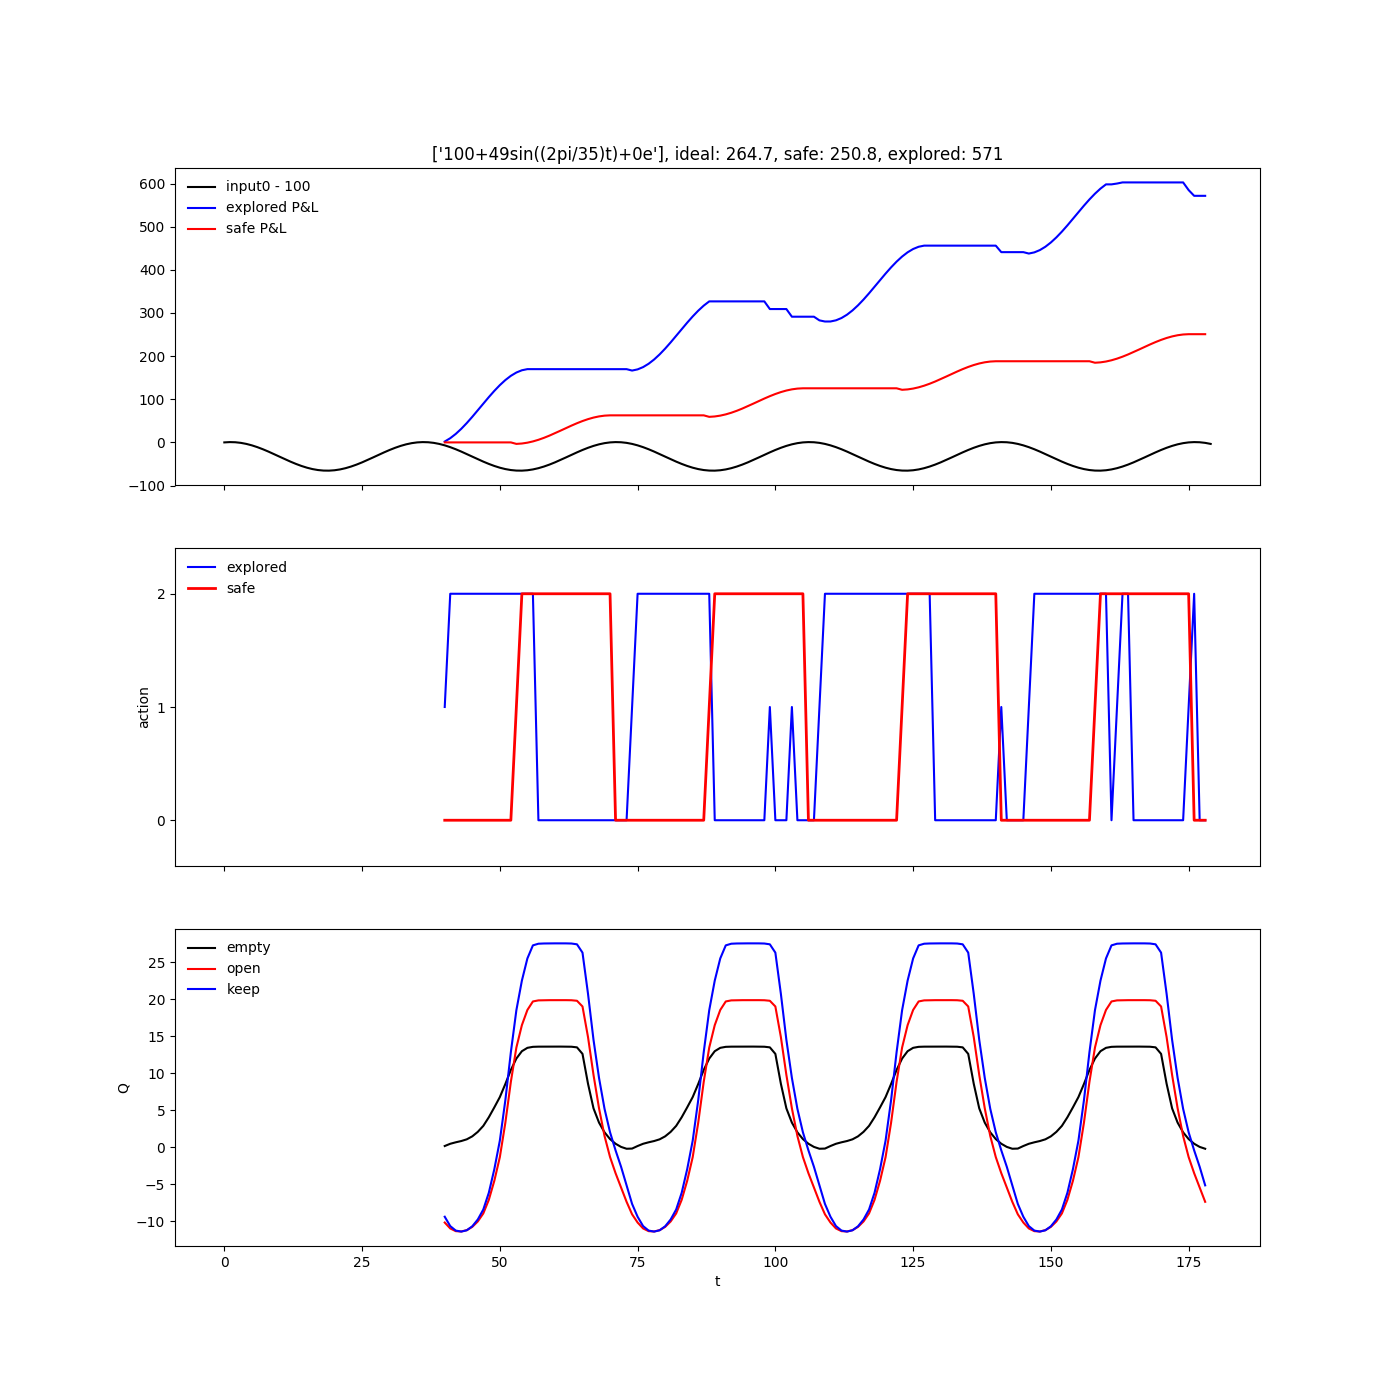 ['100+49sin((2pi/35)t)+0e'], ideal: 264.7, safe: 250.8, explored: 571
600
500
400
300
200
100
0
−100
input0 - 100
explored P&L
safe P&L
action
2
1
0
explored
safe
Q
25
20
15
10
5
0
−5
−10
empty
open
keep
0 25 50 75 100 125 150 175
t